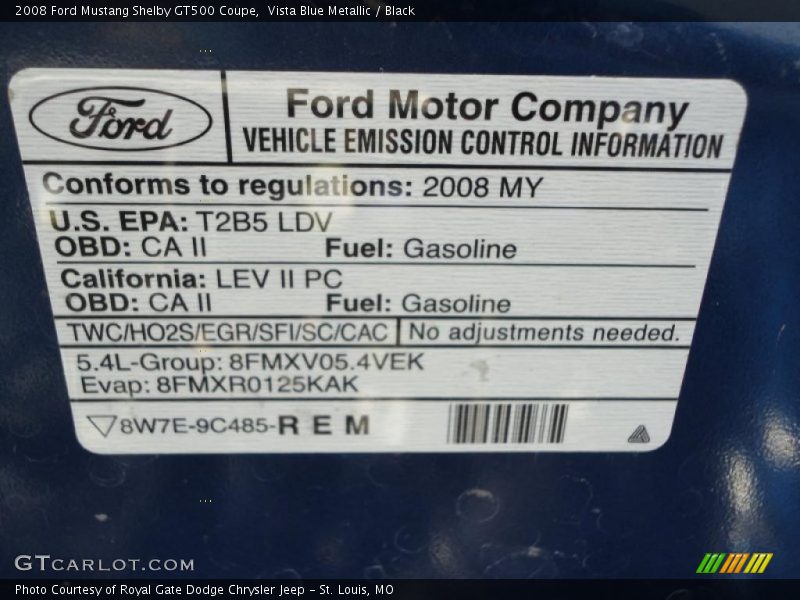 2008 Ford Mustang Shelby GT500 Coupe, Vista Blue Metallic / Black
Ford
Ford Motor Company
VEHICLE EMISSION CONTROL INFORMATION
Conforms to regulations: 2008 MY
U.S. EPA: T2B5 LDV
OBD: CA II Fuel: Gasoline
California: LEV II PC
OBD: CA II Fuel: Gasoline
TWC/HO2S/EGR/SFI/SC/CAC No adjustments needed.
5.4L-Group: 8FMXV05.4VEK
Evap: 8FMXR0125KAK
8W7E-9C485-R E M
GTCARLOT.COM
Photo Courtesy of Royal Gate Dodge Chrysler Jeep - St. Louis, MO